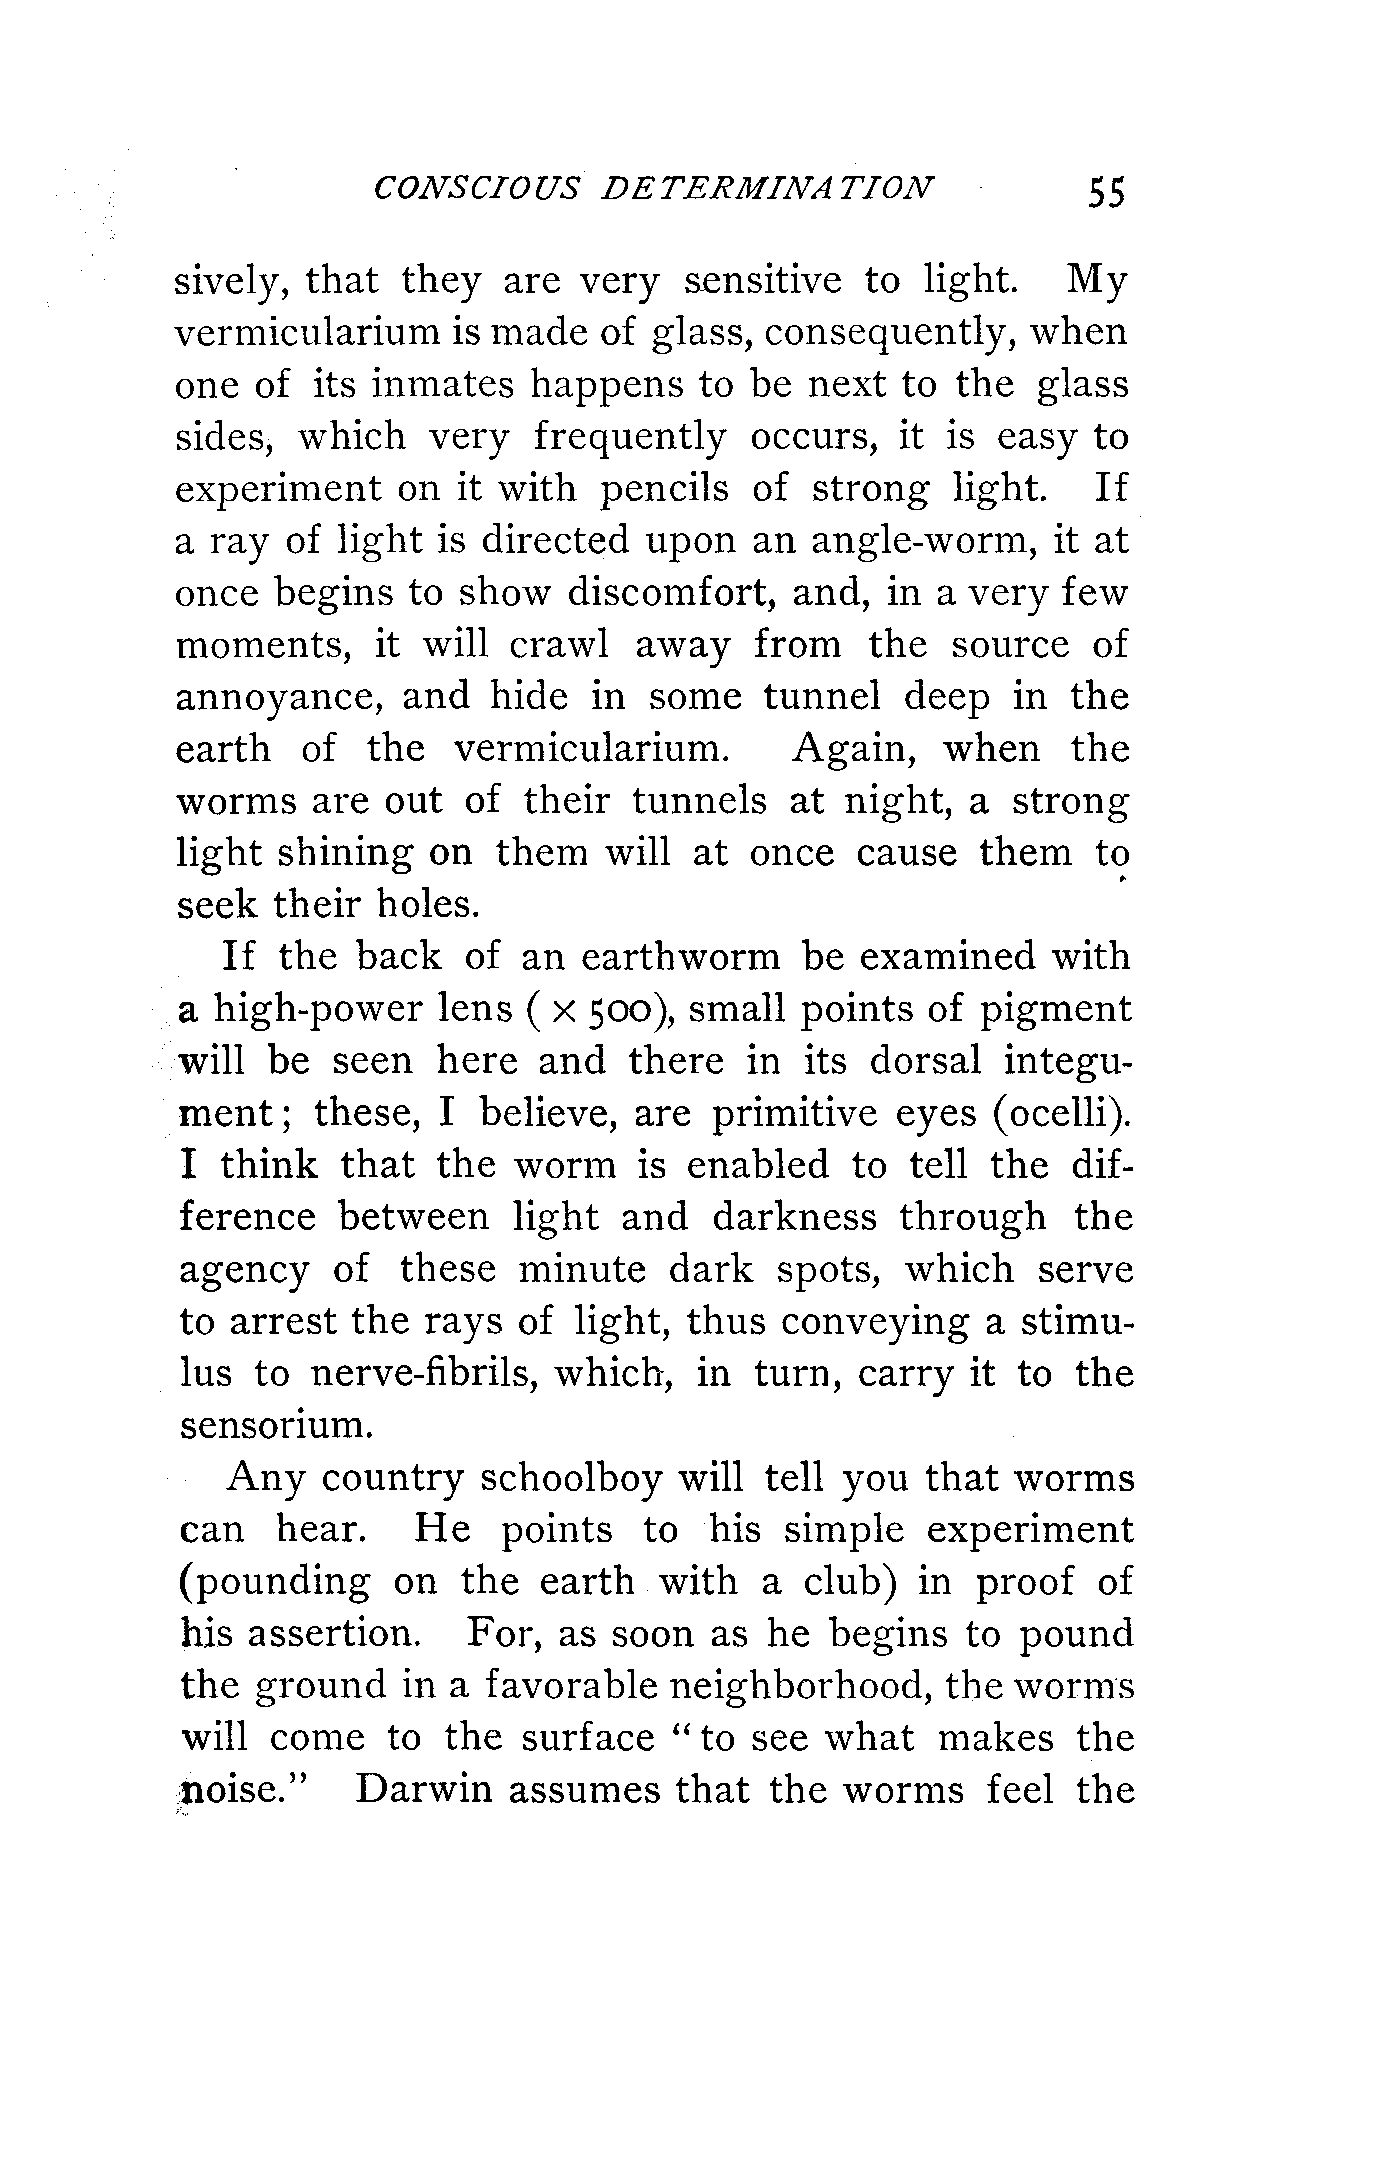 CONSCIOUS DETERMINATION 55
sively, that they are very sensitive to light. My
vermicularium is made of glass, consequently, when
one of its inmates happens to be next to the glass
sides, which very frequently occurs, it is easy to
experiment on it with pencils of strong light. If
a ray of light is directed upon an angle-worm, it at
once begins to show discomfort, and, in a very few
moments, it will crawl away from the source of
annoyance, and hide in some tunnel deep in the
earth of the vermicularium. Again, when the
worms are out of their tunnels at night, a strong
light shining on them will at once cause them to
seek their holes.
If the back of an earthworm be examined with
a high-power lens ( × 500), small points of pigment
will be seen here and there in its dorsal integu-
ment; these, I believe, are primitive eyes (ocelli).
I think that the worm is enabled to tell the dif-
ference between light and darkness through the
agency of these minute dark spots, which serve
to arrest the rays of light, thus conveying a stimu-
lus to nerve-fibrils, which, in turn, carry it to the
sensorium.
Any country schoolboy will tell you that worms
can hear. He points to his simple experiment
(pounding on the earth with a club) in proof of
his assertion. For, as soon as he begins to pound
the ground in a favorable neighborhood, the worms
will come to the surface “to see what makes the
noise.” Darwin assumes that the worms feel the